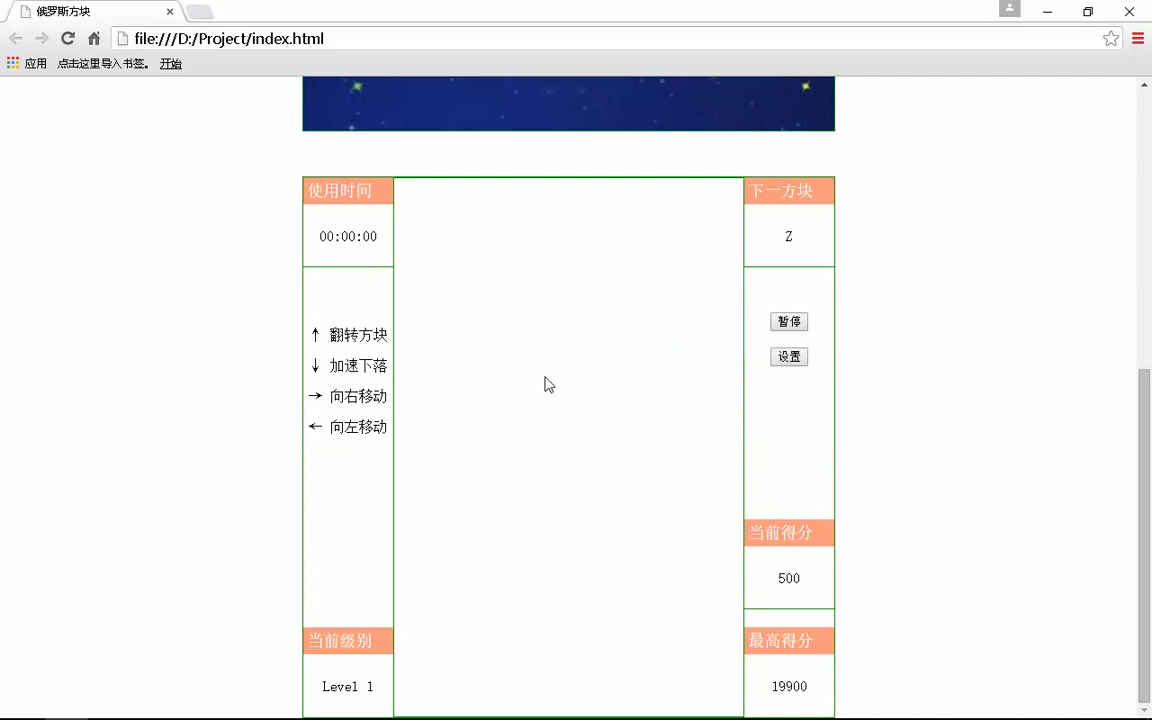 俄罗斯方块
file:///D:/Project/index.html
应用 点击这里导入书签。 开始
使用时间
00:00:00
↑ 翻转方块
↓ 加速下落
→ 向右移动
← 向左移动
当前级别
Level 1
下一方块
Z
暂停
设置
当前得分
500
最高得分
19900